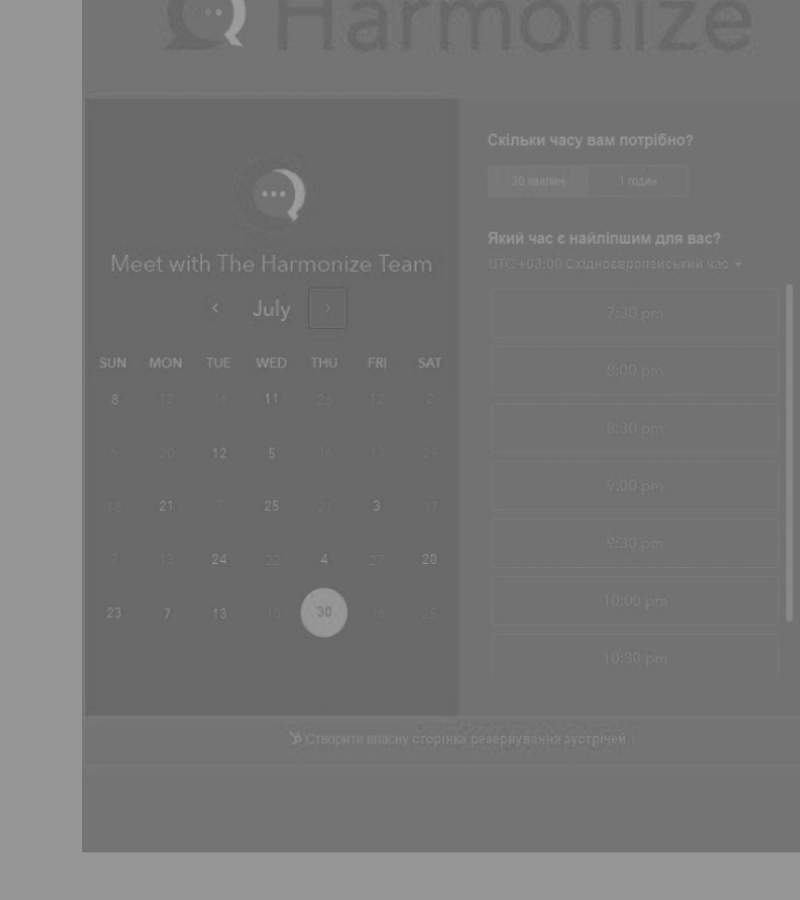 Harmonize
Meet with The Harmonize Team
July
SUN MON TUE WED THU FRI SAT
8 12 11 26 12 2
20 12 5 16 13 29
18 21 7 25 21 3 17
7 13 24 22 4 27 20
23 7 13 10 30 25
Скільки часу вам потрібно?
30 хвилин 1 годин
Який час є найліпшим для вас?
UTC +03:00 Східноєвропейський час
7:30 pm
8:00 pm
8:30 pm
9:00 pm
9:30 pm
10:00 pm
10:30 pm
Створити власну сторінка резервування зустрічей